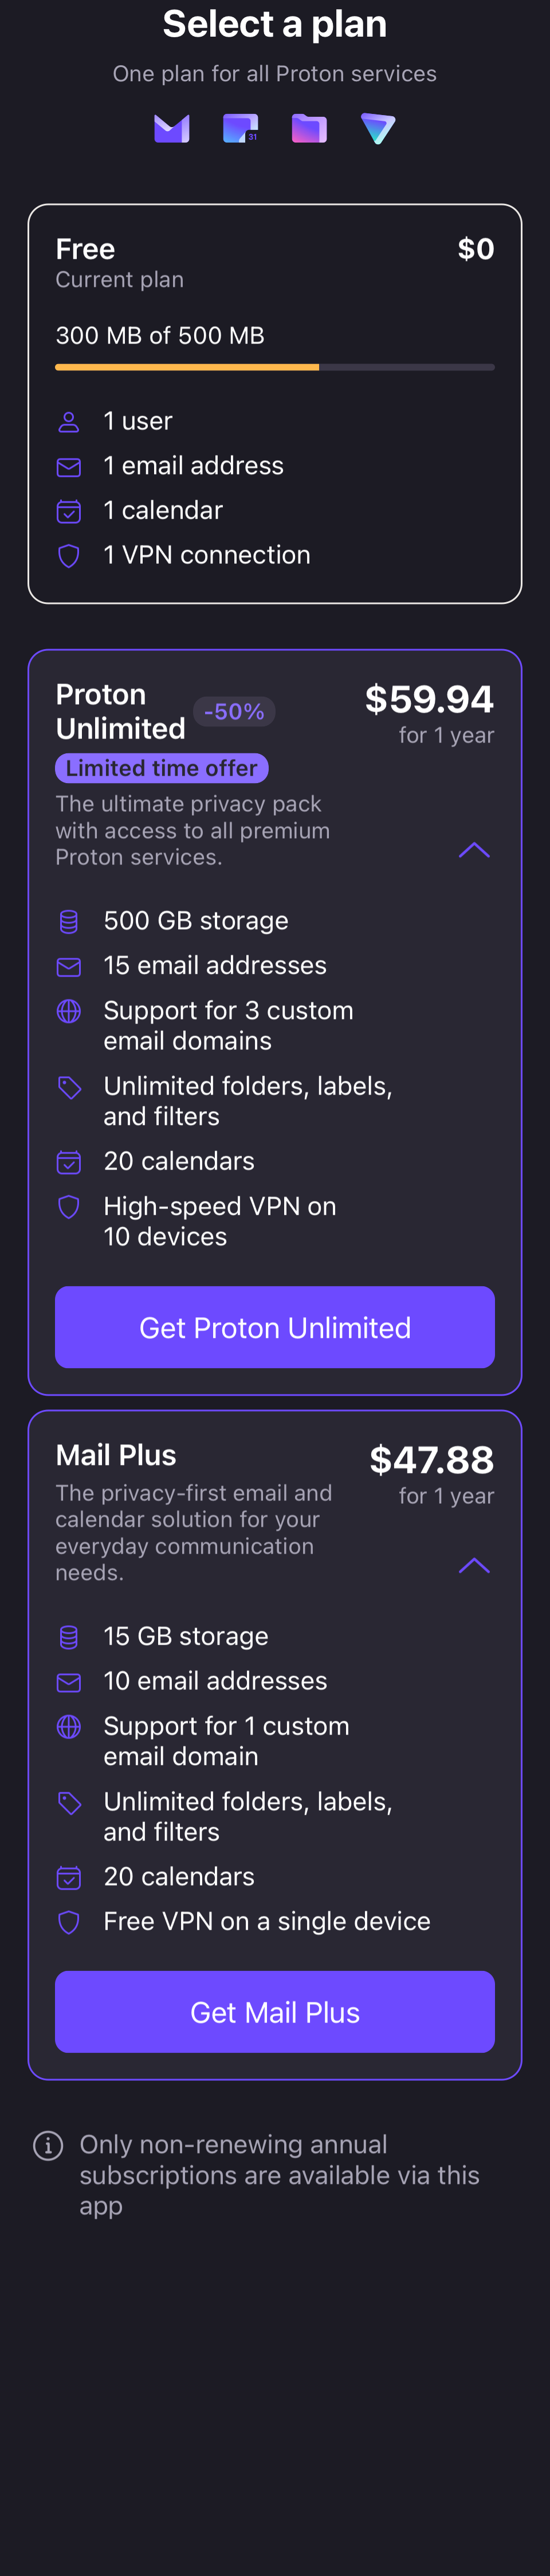 Select a plan
One plan for all Proton services
31
Free
$0
Current plan
300 MB of 500 MB
1 user
1 email address
1 calendar
1 VPN connection
Proton
Unlimited
-50%
$59.94
for 1 year
Limited time offer
The ultimate privacy pack
with access to all premium
Proton services.
500 GB storage
15 email addresses
Support for 3 custom
email domains
Unlimited folders, labels,
and filters
20 calendars
High-speed VPN on
10 devices
Get Proton Unlimited
Mail Plus
$47.88
for 1 year
The privacy-first email and
calendar solution for your
everyday communication
needs.
15 GB storage
10 email addresses
Support for 1 custom
email domain
Unlimited folders, labels,
and filters
20 calendars
Free VPN on a single device
Get Mail Plus
Only non-renewing annual
subscriptions are available via this
app